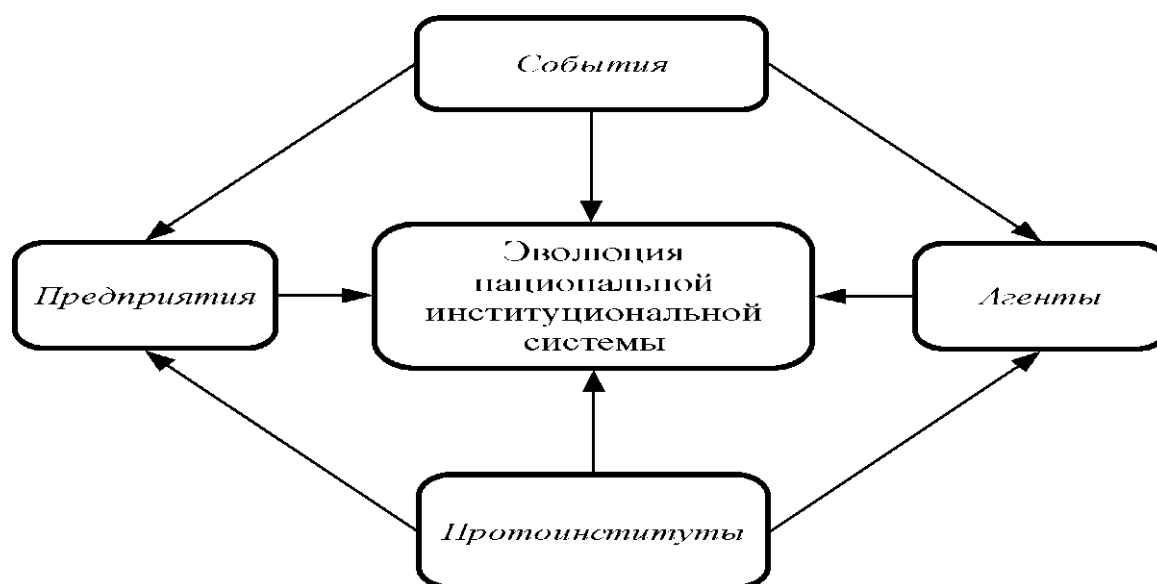 События
Эволюция
национальной
институциональной
системы
Предприятия
Агенты
Протоинституты